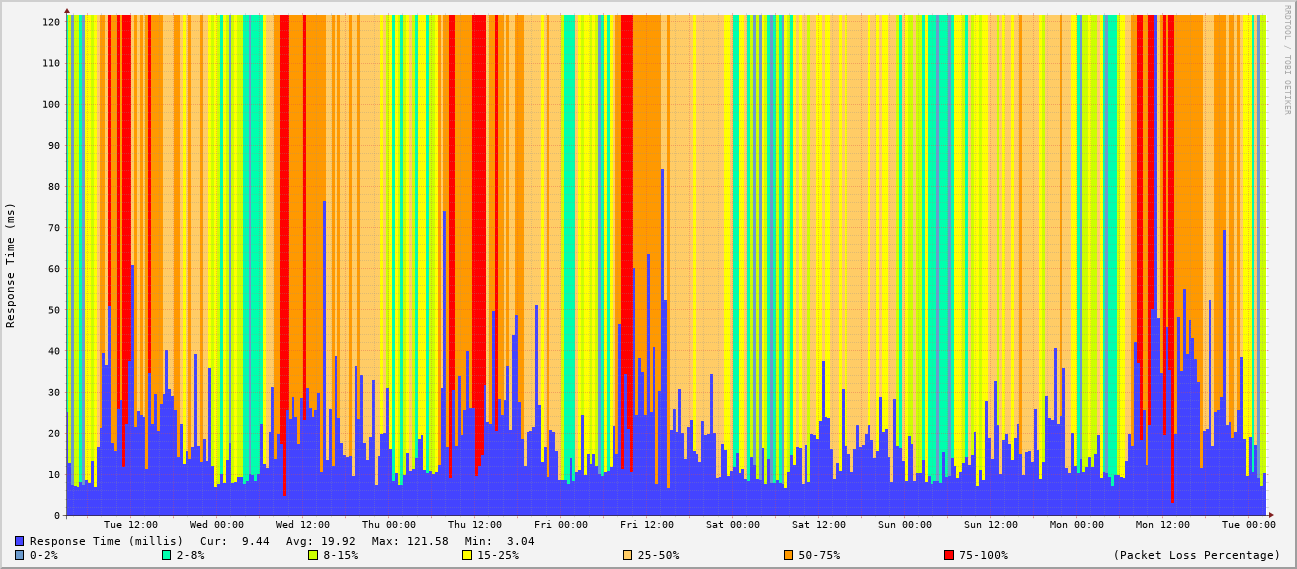 RRDTOOL / TOBI OETIKER
Response Time (ms)
120
110
100
90
80
70
60
50
40
30
20
10
0
Tue 12:00 Wed 00:00 Wed 12:00 Thu 00:00 Thu 12:00 Fri 00:00 Fri 12:00 Sat 00:00 Sat 12:00 Sun 00:00 Sun 12:00 Mon 00:00 Mon 12:00 Tue 00:00
Response Time (millis) Cur: 9.44 Avg: 19.92 Max: 121.58 Min: 3.04
0-2% 2-8% 8-15% 15-25% 25-50% 50-75% 75-100% (Packet Loss Percentage)